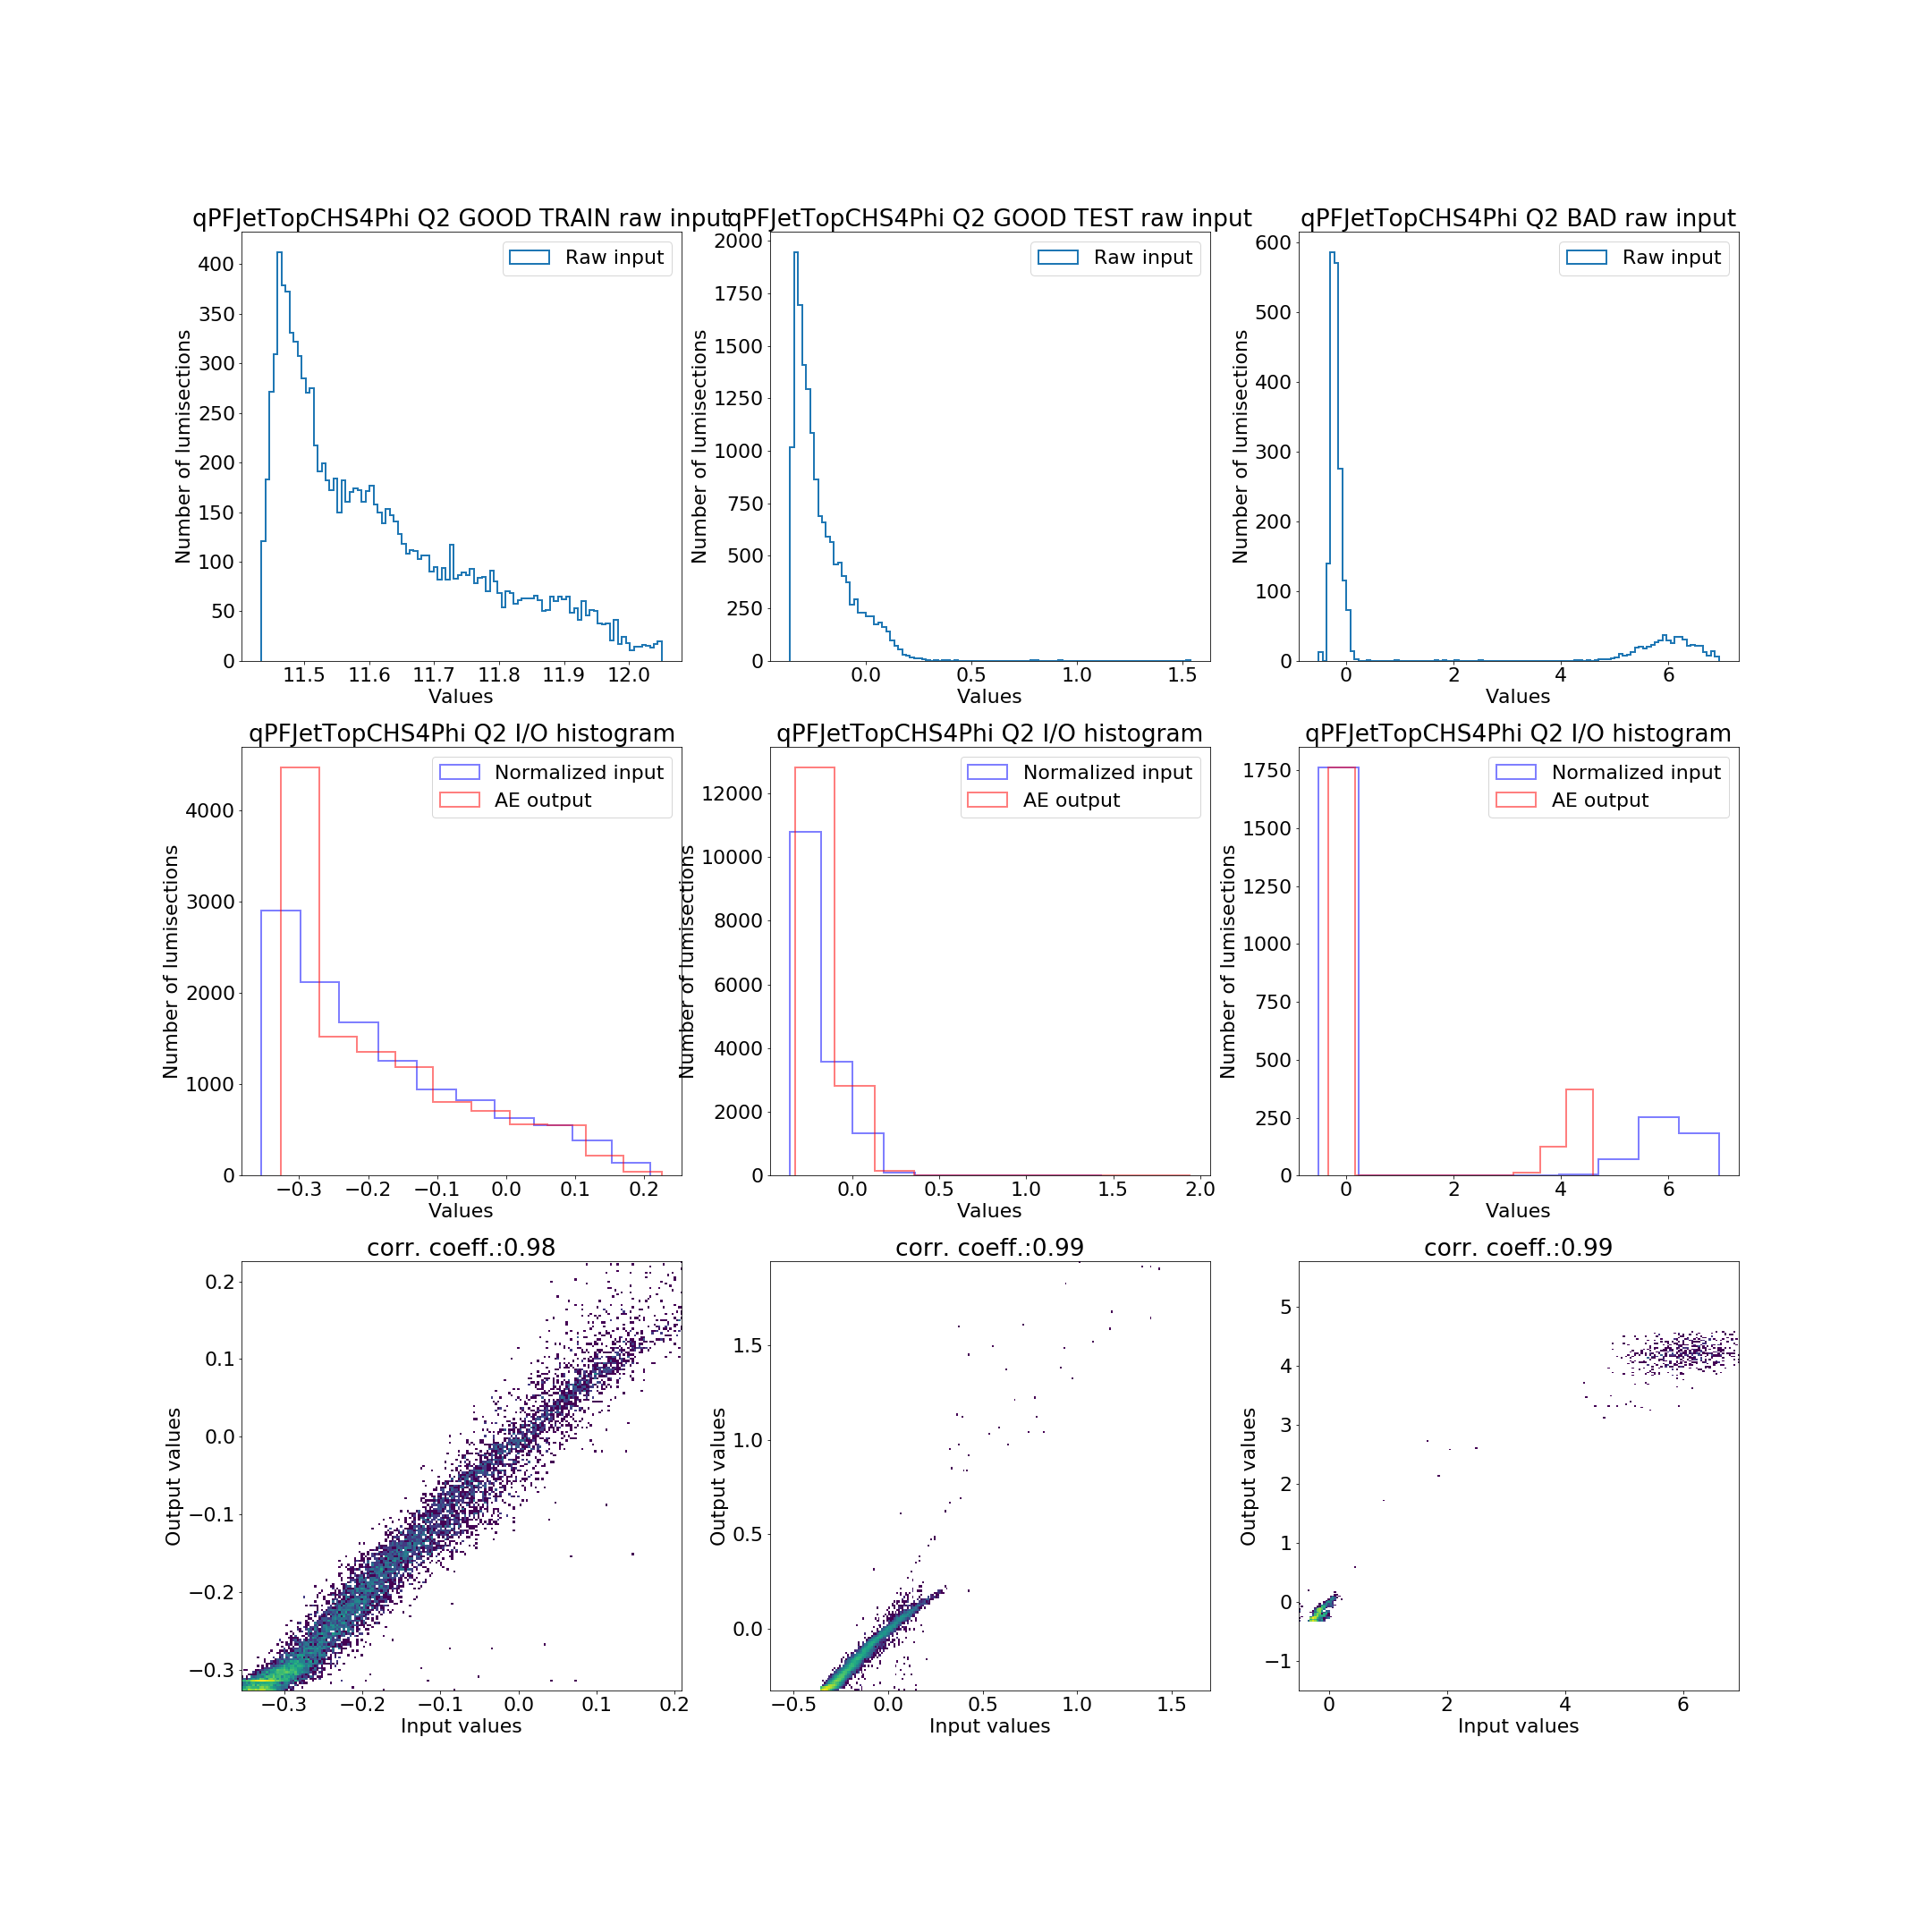 qPFJetTopCHS4Phi Q2 GOOD TRAIN raw input
Raw input
400
350
300
250
200
150
100
50
0
Number of lumisections
11.5 11.6 11.7 11.8 11.9 12.0
Values
qPFJetTopCHS4Phi Q2 GOOD TEST raw input
Raw input
2000
1750
1500
1250
1000
750
500
250
0
Number of lumisections
0.0 0.5 1.0 1.5
Values
qPFJetTopCHS4Phi Q2 BAD raw input
Raw input
600
500
400
300
200
100
0
Number of lumisections
0 2 4 6
Values
qPFJetTopCHS4Phi Q2 I/O histogram
Normalized input
AE output
4000
3000
2000
1000
0
Number of lumisections
−0.3 −0.2 −0.1 0.0 0.1 0.2
Values
qPFJetTopCHS4Phi Q2 I/O histogram
Normalized input
AE output
12000
10000
8000
6000
4000
2000
0
Number of lumisections
0.0 0.5 1.0 1.5 2.0
Values
qPFJetTopCHS4Phi Q2 I/O histogram
Normalized input
AE output
1750
1500
1250
1000
750
500
250
0
Number of lumisections
0 2 4 6
Values
corr. coeff.:0.98
0.2
0.1
0.0
−0.1
−0.2
−0.3
Output values
−0.3 −0.2 −0.1 0.0 0.1 0.2
Input values
corr. coeff.:0.99
1.5
1.0
0.5
0.0
Output values
−0.5 0.0 0.5 1.0 1.5
Input values
corr. coeff.:0.99
5
4
3
2
1
0
−1
Output values
0 2 4 6
Input values